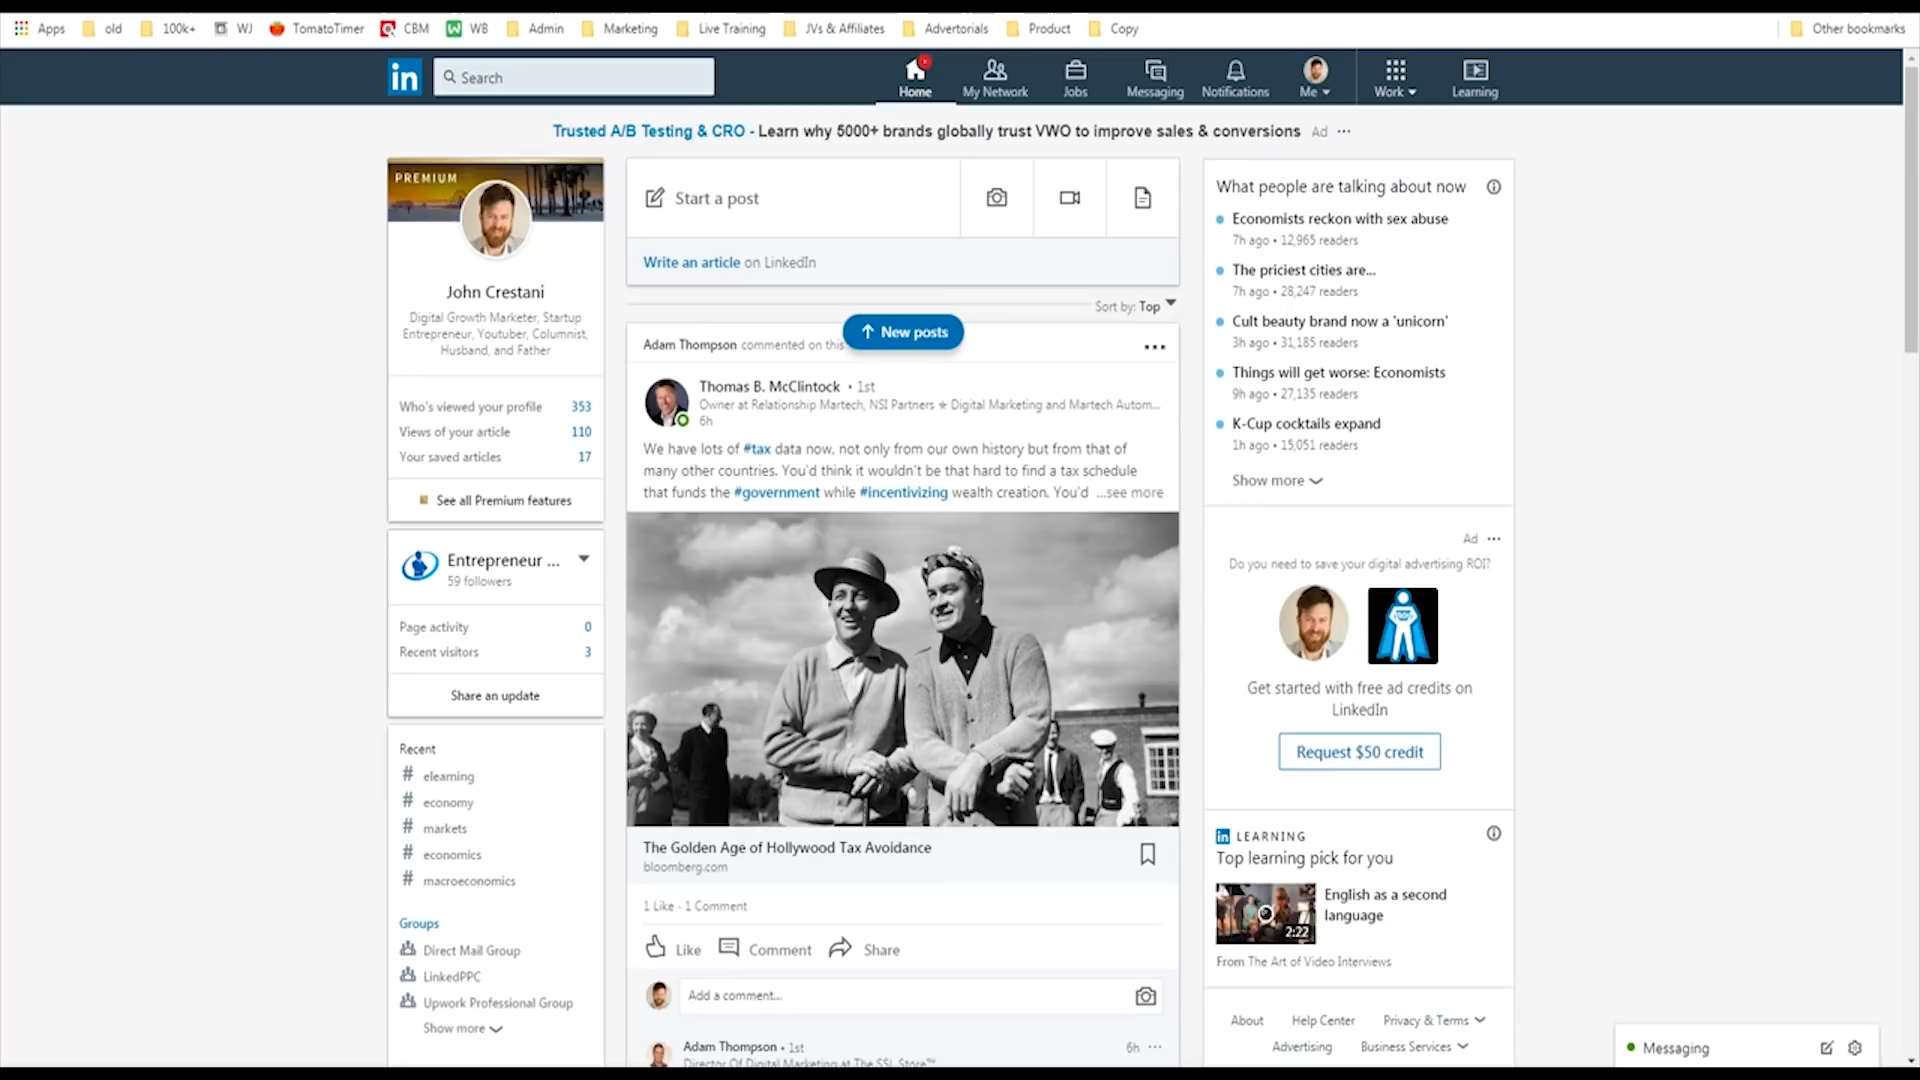 Apps old 100k+ WJ TomatoTimer CBM WB Admin Marketing Live Training JVs & Affiliates Advertorials Product Copy Other bookmarks
in Search Home My Network Jobs Messaging Notifications Me Work Learning
Trusted A/B Testing & CRO - Learn why 5000+ brands globally trust VWO to improve sales & conversions Ad ...
PREMIUM
John Crestani
Digital Growth Marketer, Startup
Entrepreneur, Youtuber, Columnist,
Husband, and Father
Who's viewed your profile 353
Views of your article 110
Your saved articles 17
See all Premium features
Entrepreneur ...
59 followers
Page activity 0
Recent visitors 3
Share an update
Recent
# elearning
# economy
# markets
# economics
# macroeconomics
Groups
Direct Mail Group
LinkedPPC
Upwork Professional Group
Show more
Start a post
Write an article on LinkedIn
Sort by: Top
New posts
Adam Thompson commented on this
Thomas B. McClintock • 1st
Owner at Relationship Martech, NSI Partners ★ Digital Marketing and Martech Autom...
6h
We have lots of #tax data now, not only from our own history but from that of
many other countries. You'd think it wouldn't be that hard to find a tax schedule
that funds the #government while #incentivizing wealth creation. You'd ...see more
The Golden Age of Hollywood Tax Avoidance
bloomberg.com
1 Like · 1 Comment
Like Comment Share
Add a comment...
Adam Thompson • 1st 6h ...
Director Of Digital Marketing at The SSL Store™
What people are talking about now
Economists reckon with sex abuse
7h ago • 12,965 readers
The priciest cities are...
7h ago • 28,247 readers
Cult beauty brand now a 'unicorn'
3h ago • 31,185 readers
Things will get worse: Economists
9h ago • 27,135 readers
K-Cup cocktails expand
1h ago • 15,051 readers
Show more
Ad ...
Do you need to save your digital advertising ROI?
Get started with free ad credits on
LinkedIn
Request $50 credit
in LEARNING
Top learning pick for you
English as a second
language
2:22
From The Art of Video Interviews
About Help Center Privacy & Terms
Advertising Business Services
Messaging